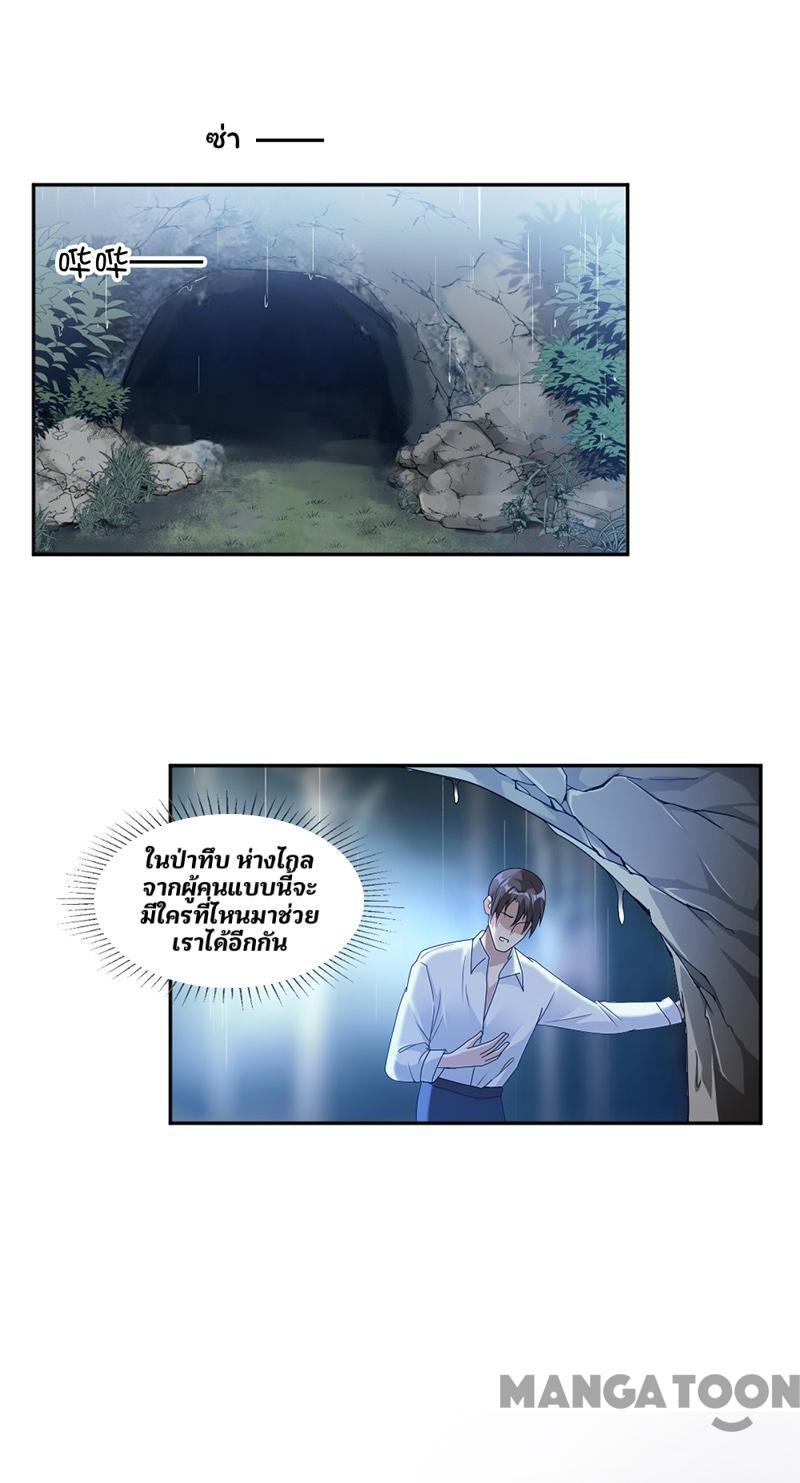 ซ่า ——
哗哗——
ในป่าทึบ ห่างไกล
จากผู้คนแบบนี้จะ
มีใครที่ไหนมาช่วย
เราได้อีกกัน
MANGATOON